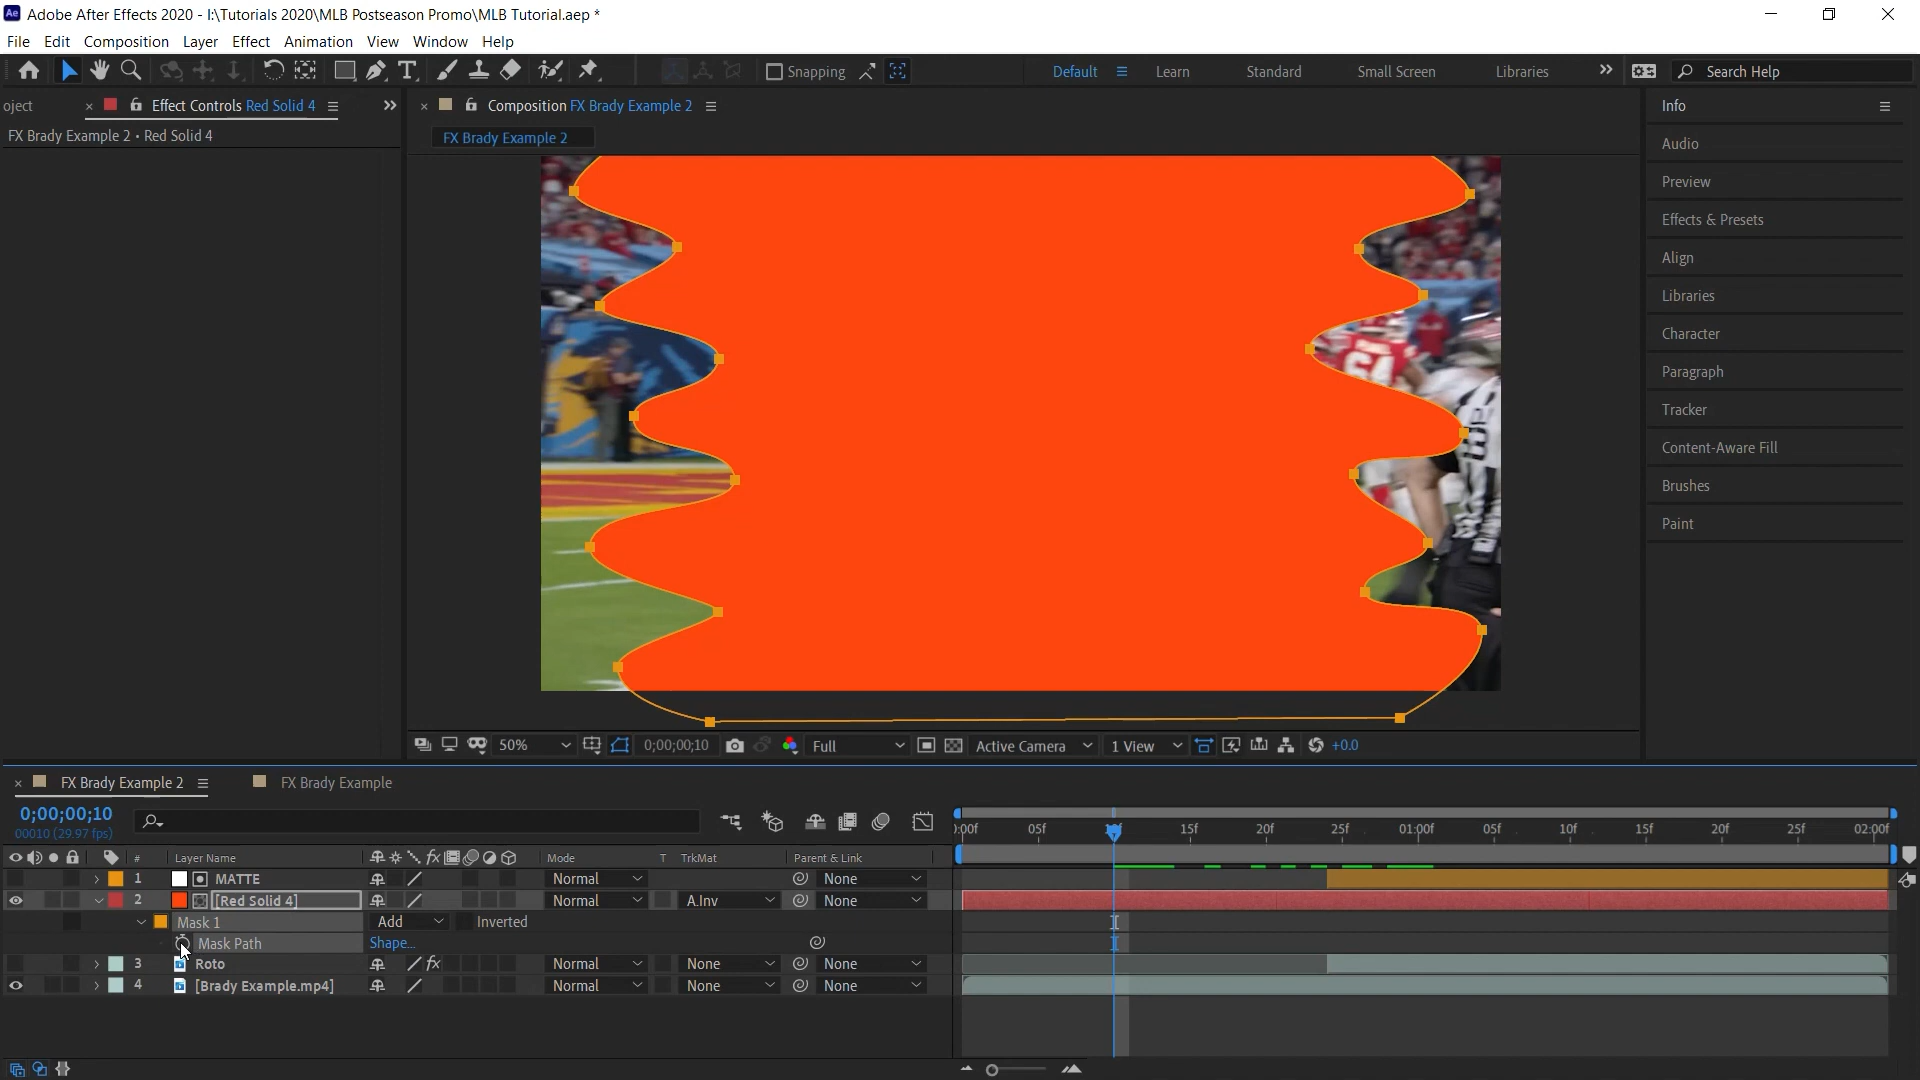 Ae Adobe After Effects 2020 - I:\Tutorials 2020\MLB Postseason Promo\MLB Tutorial.aep *
File Edit Composition Layer Effect Animation View Window Help
Snapping Default Learn Standard Small Screen Libraries Search Help
oject Effect Controls Red Solid 4 Composition FX Brady Example 2 Info
FX Brady Example 2 • Red Solid 4 FX Brady Example 2
Audio
Preview
Effects & Presets
Align
Libraries
Character
Paragraph
Tracker
Content-Aware Fill
Brushes
Paint
64
50% 0;00;00;10 Full Active Camera 1 View +0.0
FX Brady Example 2 FX Brady Example
0;00;00;10
00010 (29.97 fps)
:00f 05f 10f 15f 20f 25f 01:00f 05f 10f 15f 20f 25f 02:00f
# Layer Name Mode T TrkMat Parent & Link
1 MATTE Normal None
2 [Red Solid 4] Normal A.Inv None
Mask 1 Add Inverted
Mask Path Shape...
3 Roto Normal None None
4 [Brady Example.mp4] Normal None None